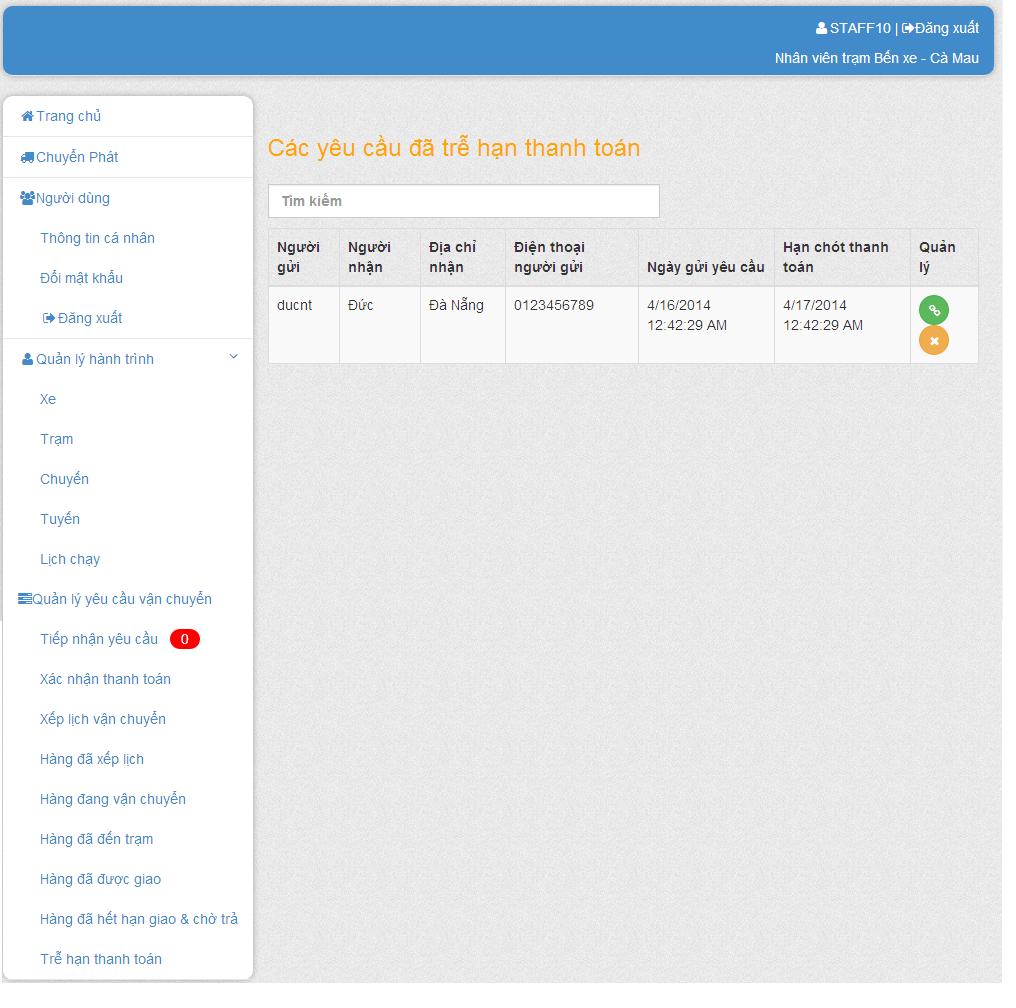 STAFF10 | Đăng xuất
Nhân viên trạm Bến xe - Cà Mau
Trang chủ
Chuyển Phát
Người dùng
Thông tin cá nhân
Đổi mật khẩu
Đăng xuất
Quản lý hành trình
Xe
Trạm
Chuyến
Tuyến
Lịch chạy
Quản lý yêu cầu vận chuyển
Tiếp nhận yêu cầu 0
Xác nhận thanh toán
Xếp lịch vận chuyển
Hàng đã xếp lịch
Hàng đang vận chuyển
Hàng đã đến trạm
Hàng đã được giao
Hàng đã hết hạn giao & chờ trả
Trễ hạn thanh toán
Các yêu cầu đã trễ hạn thanh toán
Tìm kiếm
Người gửi
Người nhận
Địa chỉ nhận
Điện thoại người gửi
Ngày gửi yêu cầu
Hạn chót thanh toán
Quản lý
ducnt
Đức
Đà Nẵng
0123456789
4/16/2014
12:42:29 AM
4/17/2014
12:42:29 AM